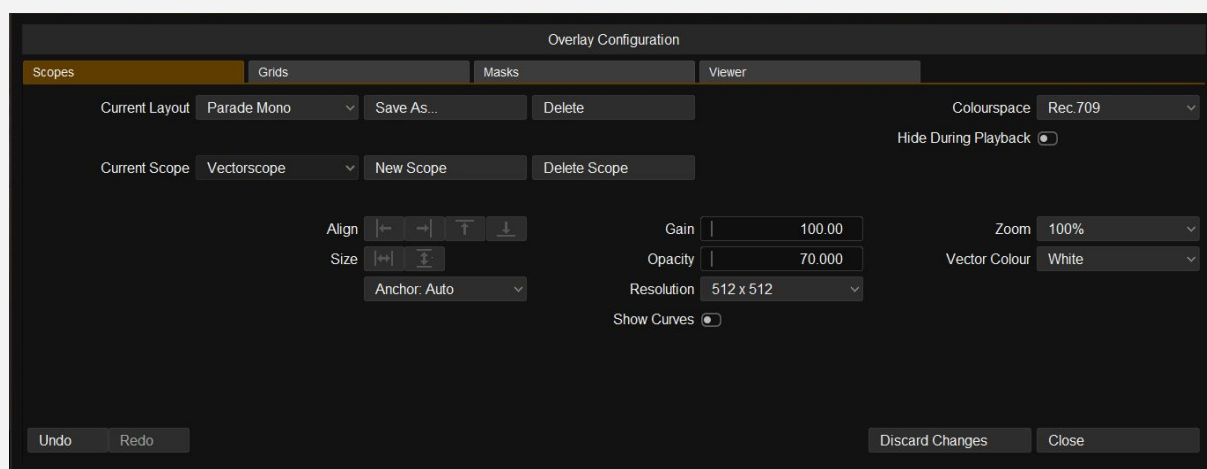 Overlay Configuration
Scopes Grids Masks Viewer
Current Layout Parade Mono Save As... Delete Colourspace Rec.709
Hide During Playback
Current Scope Vectorscope New Scope Delete Scope
Align Gain 100.00 Zoom 100%
Size Opacity 70.000 Vector Colour White
Anchor: Auto Resolution 512 x 512
Show Curves
Undo Redo Discard Changes Close